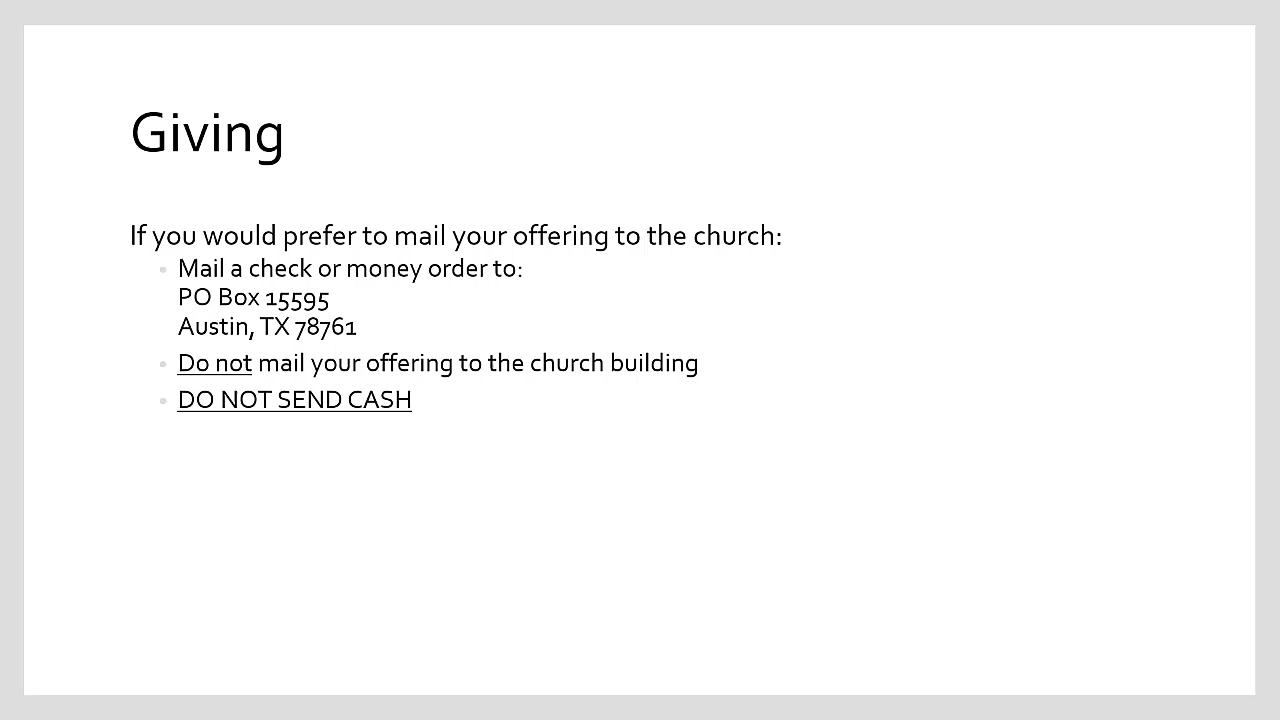 Giving
If you would prefer to mail your offering to the church:
Mail a check or money order to:
PO Box 15595
Austin, TX 78761
Do not mail your offering to the church building
DO NOT SEND CASH